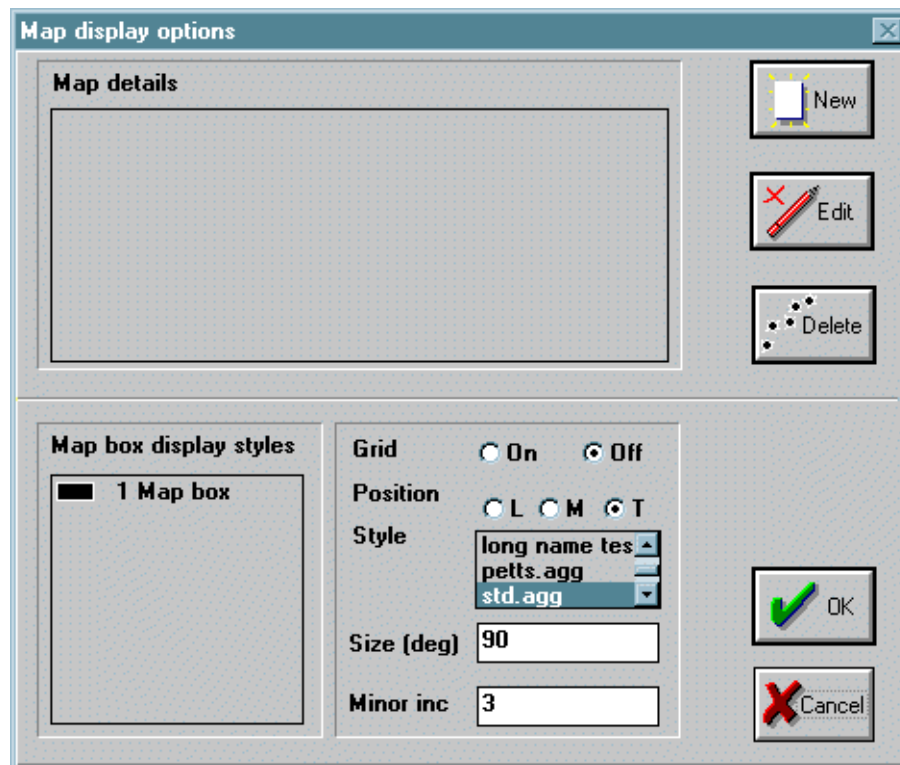 Map display options
Map details
New
Edit
Delete
Map box display styles
1 Map box
Grid
On
Off
Position
L
M
T
Style
long name tes
petts.agg
std.agg
Size (deg)
90
Minor inc
3
OK
Cancel